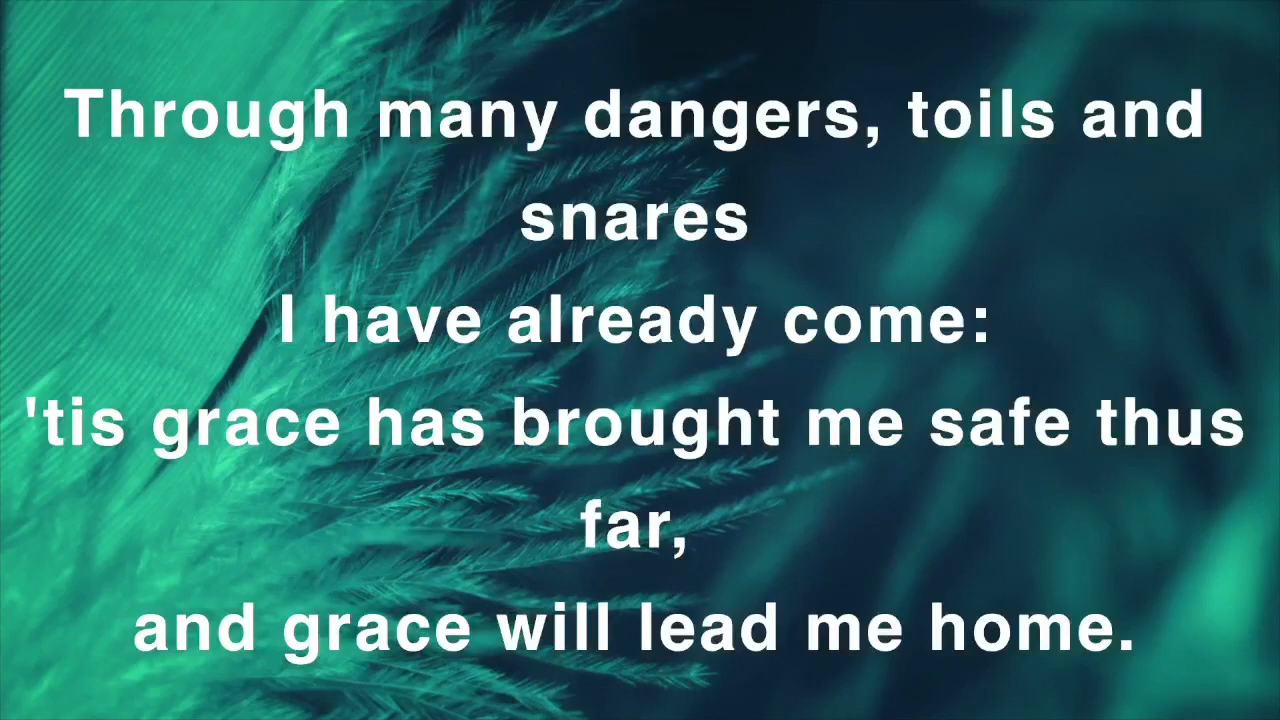 Through many dangers, toils and
snares
I have already come:
'tis grace has brought me safe thus
far,
and grace will lead me home.